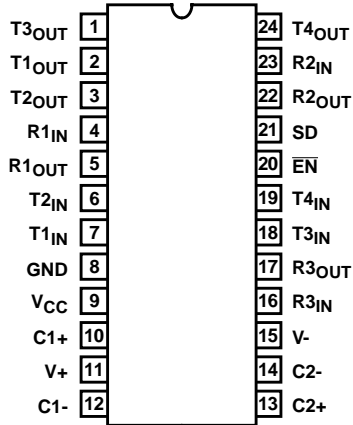 T3OUT 1 24 T4OUT
T1OUT 2 23 R2IN
T2OUT 3 22 R2OUT
R1IN 4 21 SD
R1OUT 5 20 E̅N̅
T2IN 6 19 T4IN
T1IN 7 18 T3IN
GND 8 17 R3OUT
VCC 9 16 R3IN
C1+ 10 15 V-
V+ 11 14 C2-
C1- 12 13 C2+